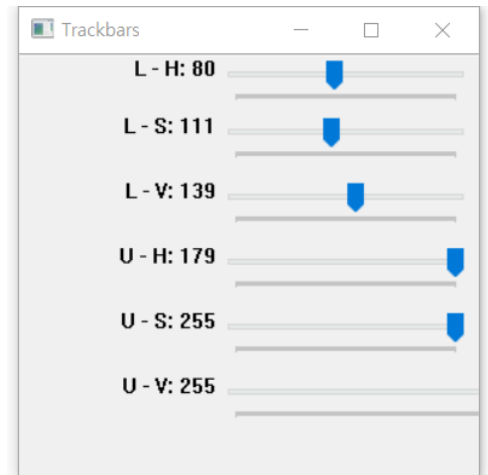 Trackbars
L - H: 80
L - S: 111
L - V: 139
U - H: 179
U - S: 255
U - V: 255